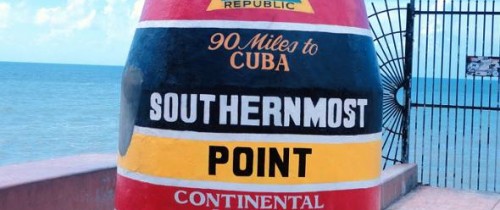 REPUBLIC
90 Miles to
CUBA
SOUTHERNMOST
POINT
CONTINENTAL